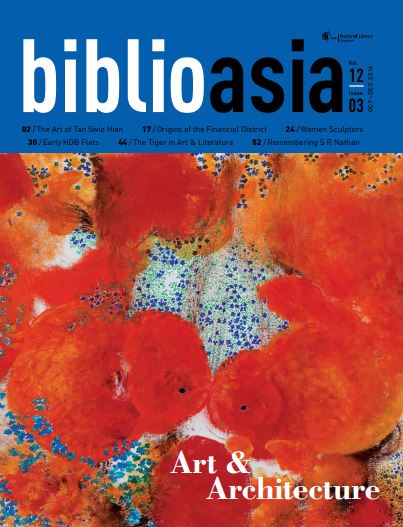 National Library
Singapore
biblioasia
Vol.
12
issue
03
OCT – DEC 2016
02 / The Art of Tan Swie Hian 17 / Origins of the Financial District 24 / Women Sculptors
30 / Early HDB Flats 44 / The Tiger in Art & Literature 52 / Remembering S R Nathan
Art &
Architecture